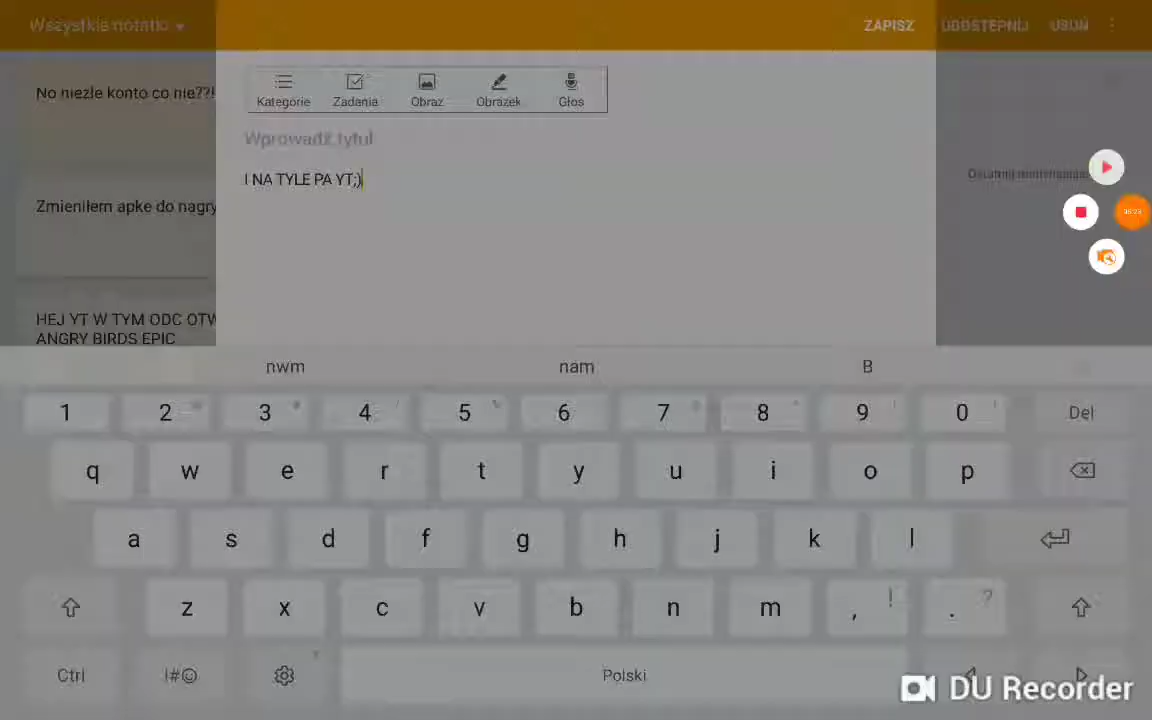 Wszystkie notatki
ZAPISZ UDOSTĘPNIJ USUŃ
No nieźle konto co nie??!
Kategorie Zadania Obraz Obrazek Głos
Wprowadź tytuł
I NA TYLE PA YT;)
Zmieniłem apke do nagry
HEJ YT W TYM ODC OTW
ANGRY BIRDS EPIC
nwm nam B
1 2 3 4 5 6 7 8 9 0 Del
q w e r t y u i o p
a s d f g h j k l
z x c v b n m , ! . ?
Ctrl !#☺ Polski
DU Recorder